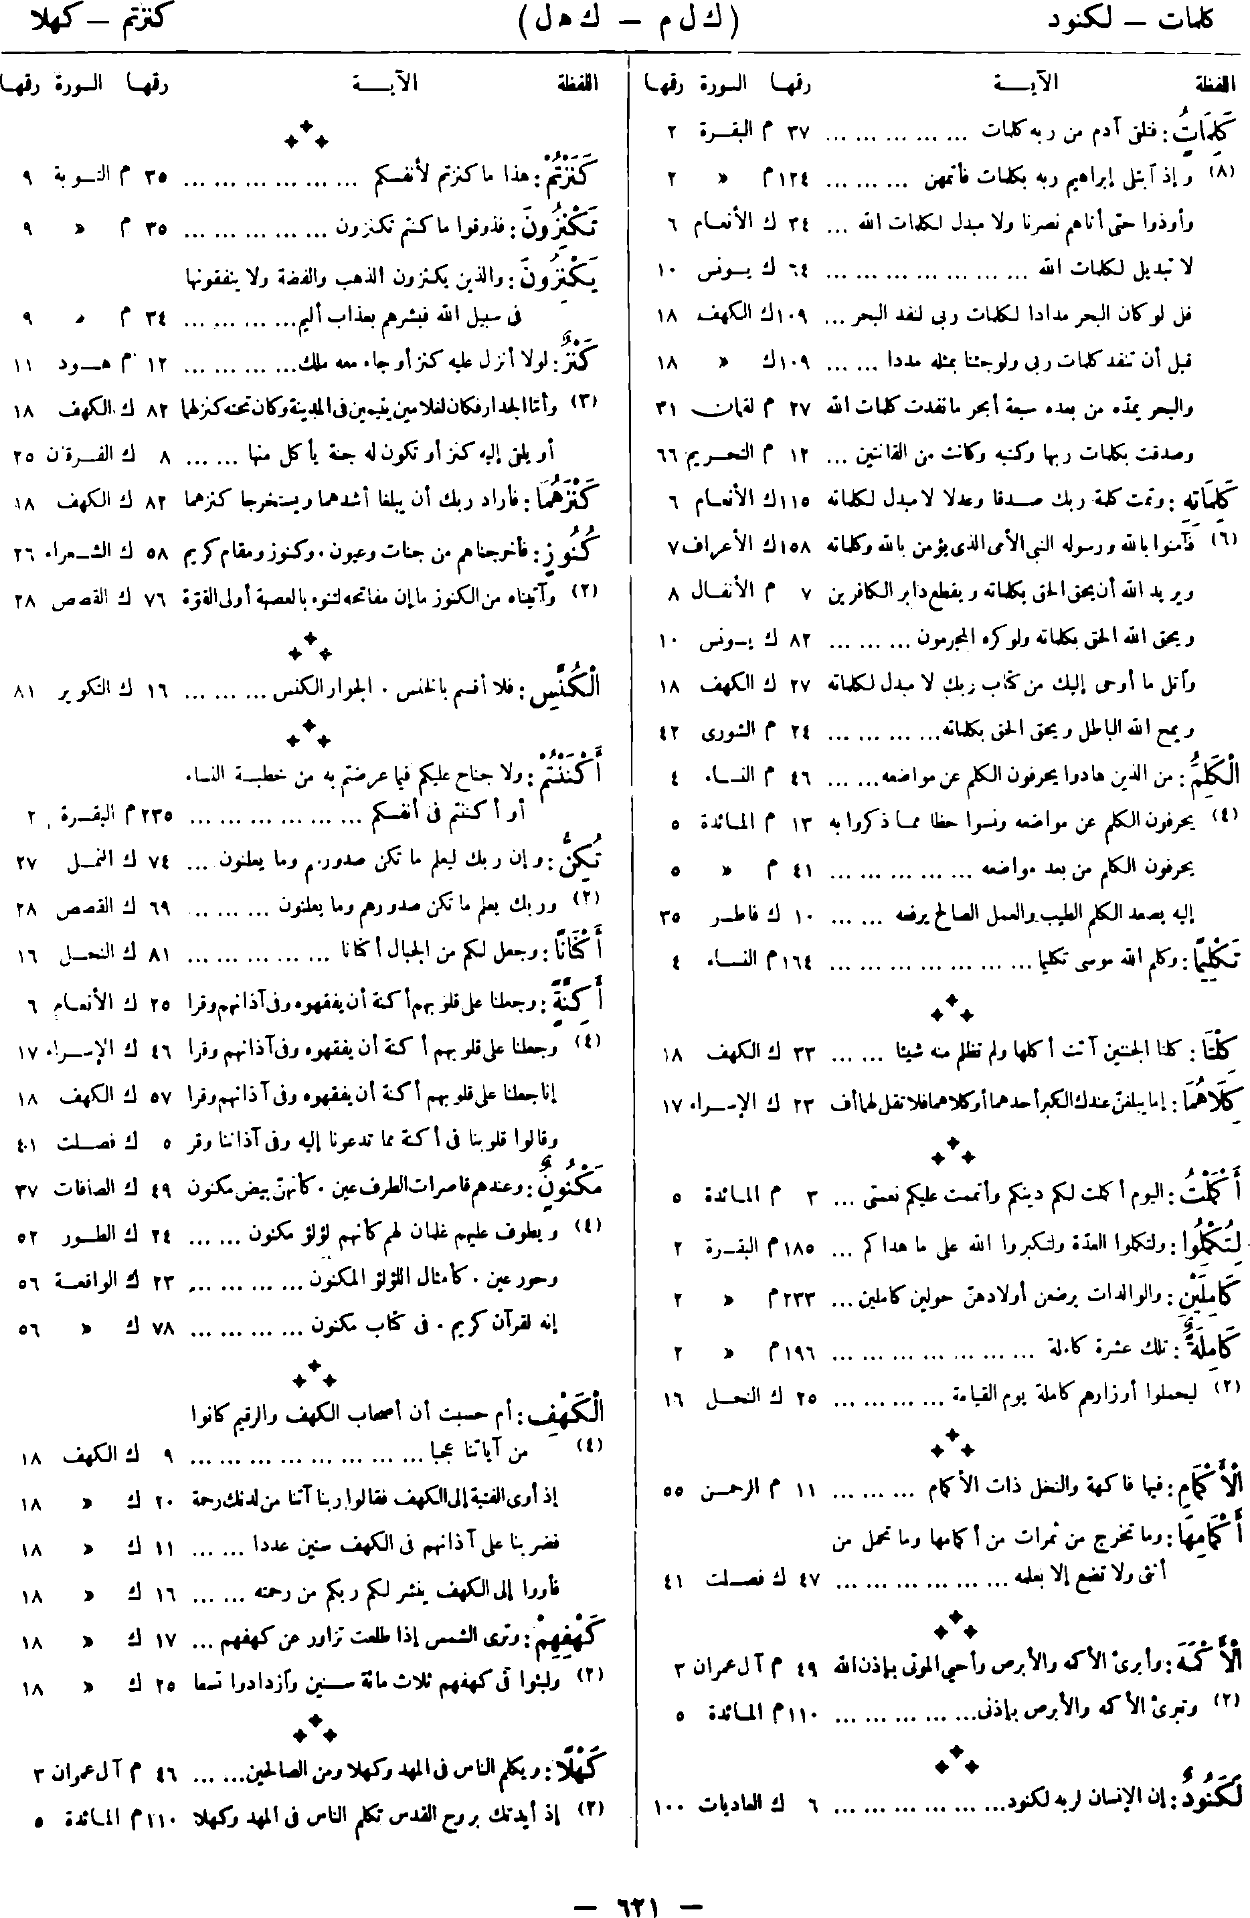 كلمات — لكنود (ك ل م — ك هـ ل) كنزتم — كهلا
اللفظة الآيـــة رقمها السورة رقمها
كَلِمَاتٌ : فتلقى آدم من ربه كلمات ... ... ... ... ... ٣٧ م البقرة ٢
(٨) وإذ آبتلى إبراهيم ربه بكلمات فأتمهن ... ... ... ١٢٤ م « ٢
وأوذوا حتى أتاهم نصرنا ولا مبدل لكلمات الله ... ٣٤ ك الأنعام ٦
لا تبديل لكلمات الله ... ... ... ... ... ... ... ٦٤ ك يونس ١٠
قل لو كان البحر مدادا لكلمات ربى لنفد البحر ... ١٠٩ ك الكهف ١٨
قبل أن تنفد كلمات ربى ولو جئنا بمثله مددا ... ... ١٠٩ ك « ١٨
والبحر يمدّه من بعده سبعة أبحر ما نفدت كلمات الله ٢٧ م لقمان ٣١
وصدقت بكلمات ربها وكتبه وكانت من القانتين ... ١٢ م التحريم ٦٦
كَلِمَاتِهِ : وتمت كلمة ربك صدقا وعدلا لا مبدل لكلماته ١١٥ ك الأنعام ٦
(٦) فآمنوا بالله ورسوله النبى الأمى الذى يؤمن بالله وكلماته ١٥٨ ك الأعراف ٧
ويريد الله أن يحق الحق بكلماته ويقطع دابر الكافرين ٧ م الأنفال ٨
ويحق الله الحق بكلماته ولو كره المجرمون ... ... ... ٨٢ ك يونس ١٠
وآتل ما أوحى إليك من كتاب ربك لا مبدل لكلماته ٢٧ ك الكهف ١٨
ويمح الله الباطل ويحق الحق بكلماته ... ... ... ... ٢٤ م الشورى ٤٢
الْكَلِمُ : من الذين هادوا يحرفون الكلم عن مواضعه ... ... ٤٦ م النساء ٤
(٤) يحرفون الكلم عن مواضعه ونسوا حظا مما ذكروا به ١٣ م المائدة ٥
يحرفون الكلم من بعد مواضعه ... ... ... ... ... ٤١ م « ٥
إليه يصعد الكلم الطيب والعمل الصالح يرفعه ... ... ١٠ ك فاطر ٣٥
تَكْلِيمًا : وكلم الله موسى تكليما ... ... ... ... ... ... ... ١٦٤ م النساء ٤
كِلْتَا : كلتا الجنتين آتت أكلها ولم تظلم منه شيئا ... ... ٣٣ ك الكهف ١٨
كِلَاهُمَا : إما يبلغن عندك الكبر أحدهما أو كلاهما فلا تقل لهما أف ٢٣ ك الإسراء ١٧
أَكْمَلْتُ : اليوم أكملت لكم دينكم وأتممت عليكم نعمتى ... ٣ م المائدة ٥
لِتُكْمِلُوا : ولتكملوا العدّة ولتكبروا الله على ما هداكم ... ١٨٥ م البقرة ٢
كَامِلَيْنِ : والوالدات يرضعن أولادهن حولين كاملين ... ٢٣٣ م « ٢
كَامِلَةٌ : تلك عشرة كاملة ... ... ... ... ... ... ... ١٩٦ م « ٢
(٢) ليحملوا أوزارهم كاملة يوم القيامة ... ... ... ... ٢٥ ك النحل ١٦
الْأَكْمَامِ : فيها فاكهة والنخل ذات الأكمام ... ... ... ١١ م الرحمن ٥٥
أَكْمَامِهَا : وما تخرج من ثمرات من أكمامها وما تحمل من
أنثى ولا تضع إلا بعلمه ... ... ... ... ... ... ٤٧ ك فصلت ٤١
الْأَكْمَهَ : وأبرئ الأكمه والأبرص وأحيى الموتى بإذن الله ٤٩ م آل عمران ٣
(٢) وتبرئ الأكمه والأبرص بإذنى ... ... ... ... ... ١١٠ م المائدة ٥
لَكَنُودٌ : إن الإنسان لربه لكنود ... ... ... ... ... ... ٦ ك العاديات ١٠٠
اللفظة الآيـــة رقمها السورة رقمها
كَنَزْتُمْ : هذا ما كنزتم لأنفسكم ... ... ... ... ... ... ٣٥ م التوبة ٩
تَكْنِزُونَ : فذوقوا ما كنتم تكنزون ... ... ... ... ... ... ٣٥ م « ٩
يَكْنِزُونَ : والذين يكنزون الذهب والفضة ولا ينفقونها
فى سبيل الله فبشرهم بعذاب أليم ... ... ... ... ٣٤ م « ٩
كَنْزٌ : لولا أنزل عليه كنز أو جاء معه ملك ... ... ... ... ١٢ م هود ١١
(٣) وأما الجدار فكان لغلامين يتيمين فى المدينة وكان تحته كنز لهما ٨٢ ك الكهف ١٨
أو يلقى إليه كنز أو تكون له جنة يأكل منها ... ... ٨ ك الفرقان ٢٥
كَنْزَهُمَا : فأراد ربك أن يبلغا أشدهما ويستخرجا كنزهما ٨٢ ك الكهف ١٨
كُنُوزٍ : فأخرجناهم من جنات وعيون . وكنوز ومقام كريم ٥٨ ك الشعراء ٢٦
(٢) وآتيناه من الكنوز ما إن مفاتحه لتنوء بالعصبة أولى القوّة ٧٦ ك القصص ٢٨
الْكُنَّسِ : فلا أقسم بالخنس . الجوار الكنس ... ... ... ١٦ ك التكوير ٨١
أَكْنَنْتُمْ : ولا جناح عليكم فيما عرضتم به من خطبة النساء
أو أكننتم فى أنفسكم ... ... ... ... ... ... ٢٣٥ م البقرة ٢
تُكِنُّ : وإن ربك ليعلم ما تكن صدورهم وما يعلنون ... ٧٤ ك النمل ٢٧
(٢) وربك يعلم ما تكن صدورهم وما يعلنون ... ... ... ٦٩ ك القصص ٢٨
أَكْنَانًا : وجعل لكم من الجبال أكنانا ... ... ... ... ... ٨١ ك النحل ١٦
أَكِنَّةً : وجعلنا على قلوبهم أكنة أن يفقهوه وفى آذانهم وقرا ٢٥ ك الأنعام ٦
(٤) وجعلنا على قلوبهم أكنة أن يفقهوه وفى آذانهم وقرا ٤٦ ك الإسراء ١٧
إنا جعلنا على قلوبهم أكنة أن يفقهوه وفى آذانهم وقرا ٥٧ ك الكهف ١٨
وقالوا قلوبنا فى أكنة مما تدعونا إليه وفى آذاننا وقر ٥ ك فصلت ٤١
مَكْنُونٌ : وعندهم قاصرات الطرف عين . كأنهن بيض مكنون ٤٩ ك الصافات ٣٧
(٤) ويطوف عليهم غلمان لهم كأنهم لؤلؤ مكنون ... ... ٢٤ ك الطور ٥٢
وحور عين . كأمثال اللؤلؤ المكنون ... ... ... ... ٢٣ ك الواقعة ٥٦
إنه لقرآن كريم . فى كتاب مكنون ... ... ... ... ٧٨ ك « ٥٦
الْكَهْفِ : أم حسبت أن أصحاب الكهف والرقيم كانوا
(٤) من آياتنا عجبا ... ... ... ... ... ... ... ... ٩ ك الكهف ١٨
إذ أوى الفتية إلى الكهف فقالوا ربنا آتنا من لدنك رحمة ١٠ ك « ١٨
فضربنا على آذانهم فى الكهف سنين عددا ... ... ١١ ك « ١٨
فأووا إلى الكهف ينشر لكم ربكم من رحمته ... ... ١٦ ك « ١٨
كَهْفِهِمْ : وترى الشمس إذا طلعت تزاور عن كهفهم ... ١٧ ك « ١٨
(٢) ولبثوا فى كهفهم ثلاث مائة سنين وآزدادوا تسعا ٢٥ ك « ١٨
كَهْلًا : ويكلم الناس فى المهد وكهلا ومن الصالحين ... ... ٤٦ م آل عمران ٣
(٢) إذ أيدتك بروح القدس تكلم الناس فى المهد وكهلا ١١٠ م المائدة ٥
— ٦٢١ —